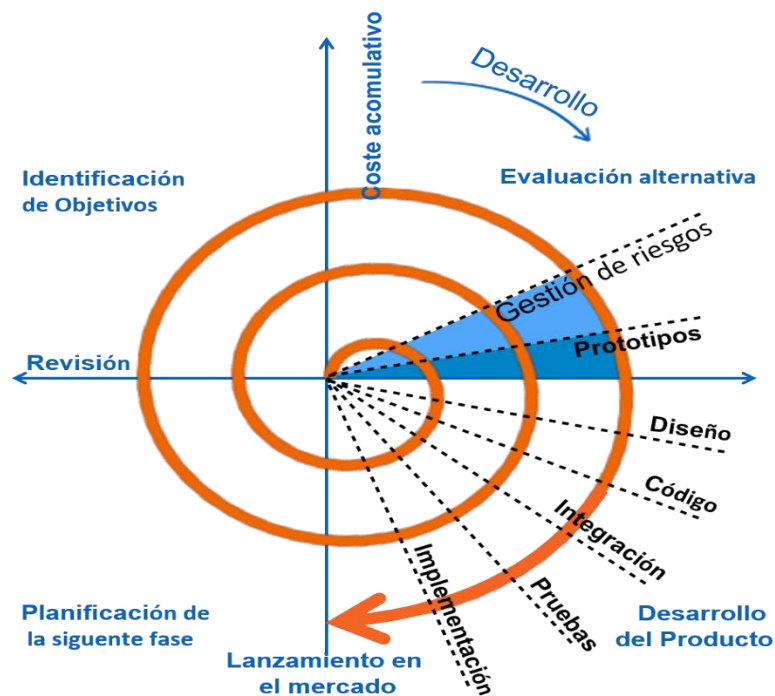 Coste acomulativo
Desarrollo
Identificación
de Objetivos
Evaluación alternativa
Gestión de riesgos
Prototipos
Revisión
Diseño
Código
Integración
Pruebas
Implementación
Planificación de
la siguente fase
Desarrollo
del Producto
Lanzamiento en
el mercado